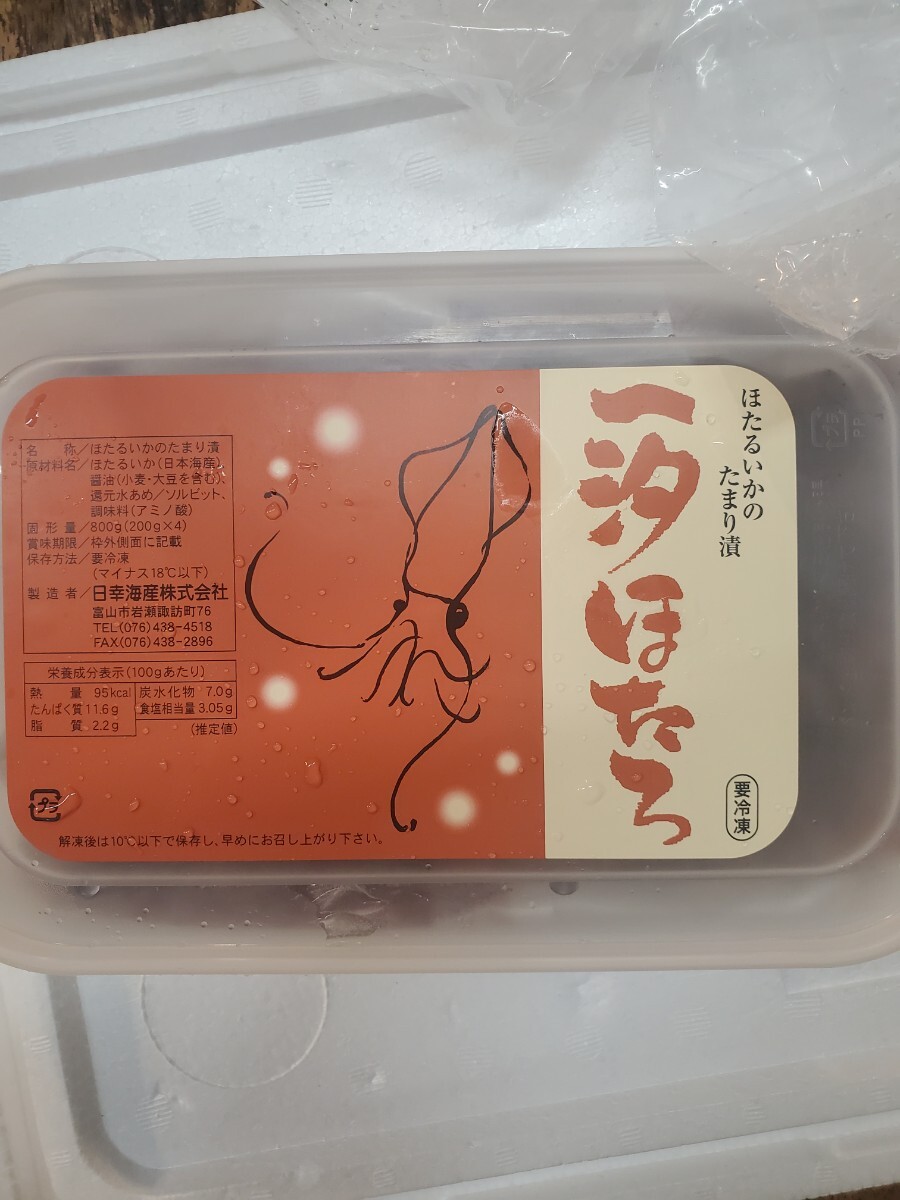 ほたるいかの
たまり漬
一汐ほたる
要冷凍
名称/ほたるいかのたまり漬
原材料名/ほたるいか(日本海産)、
醤油(小麦・大豆を含む)、
還元水あめ/ソルビット、
調味料(アミノ酸)
固形量/800g(200g×4)
賞味期限/枠外側面に記載
保存方法/要冷凍
(マイナス18℃以下)
製造者/日幸海産株式会社
富山市岩瀬諏訪町76
TEL(076)438-4518
FAX(076)438-2896
栄養成分表示(100gあたり)
熱量 95kcal 炭水化物 7.0g
たんぱく質 11.6g 食塩相当量 3.05g
脂質 2.2g
(推定値)
プラ
解凍後は10℃以下で保存し、早めにお召し上がり下さい。